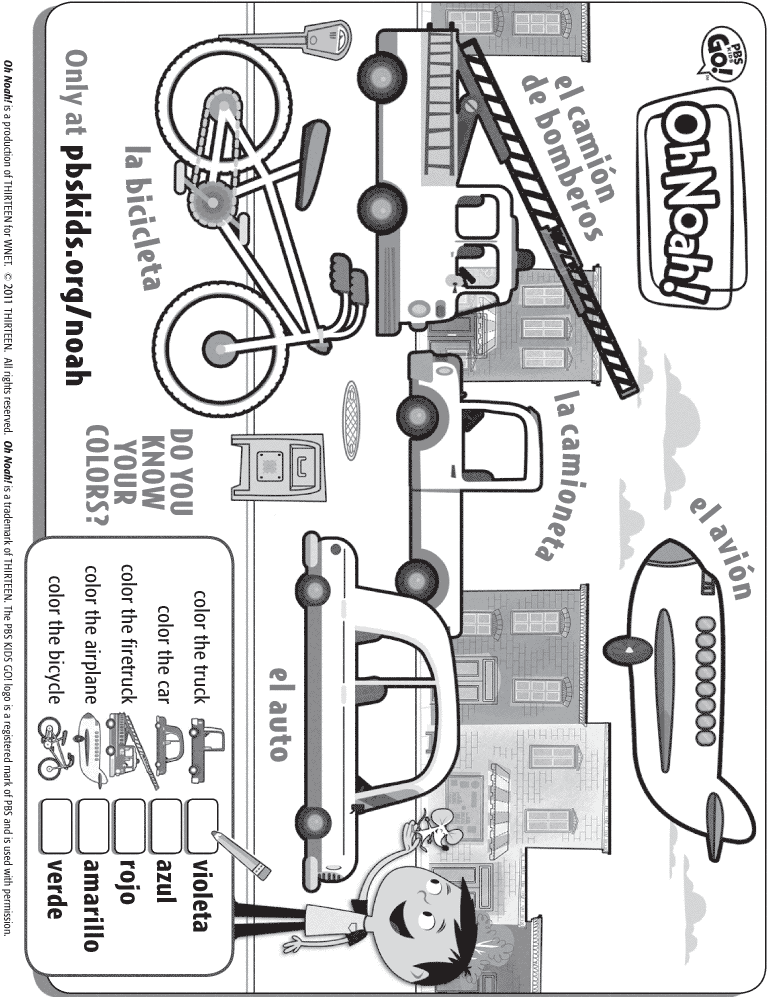 PBS
KIDS
GO!
Oh Noah!
el camión
de bomberos
el avión
la camioneta
la bicicleta
el auto
DO YOU
KNOW
YOUR
COLORS?
color the truck violeta
color the car azul
color the firetruck rojo
color the airplane amarillo
color the bicycle verde
Only at pbskids.org/noah
Oh Noah! is a production of THIRTEEN for WNET. © 2011 THIRTEEN. All rights reserved. Oh Noah! is a trademark of THIRTEEN. The PBS KIDS GO! logo is a registered mark of PBS and is used with permission.